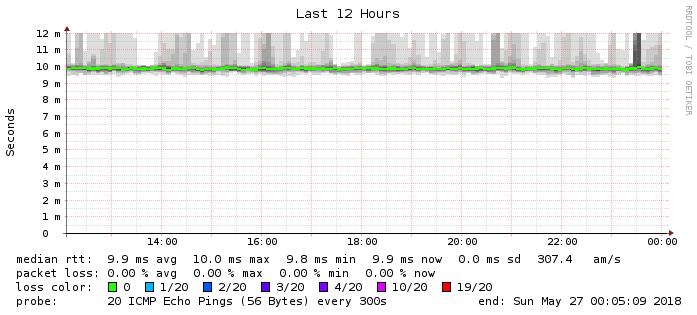 Last 12 Hours
RRDTOOL / TOBI OETIKER
Seconds
12 m
11 m
10 m
9 m
8 m
7 m
6 m
5 m
4 m
3 m
2 m
1 m
0
14:00 16:00 18:00 20:00 22:00 00:00
median rtt: 9.9 ms avg 10.0 ms max 9.8 ms min 9.9 ms now 0.0 ms sd 307.4 am/s
packet loss: 0.00 % avg 0.00 % max 0.00 % min 0.00 % now
loss color: 0 1/20 2/20 3/20 4/20 10/20 19/20
probe: 20 ICMP Echo Pings (56 Bytes) every 300s end: Sun May 27 00:05:09 2018